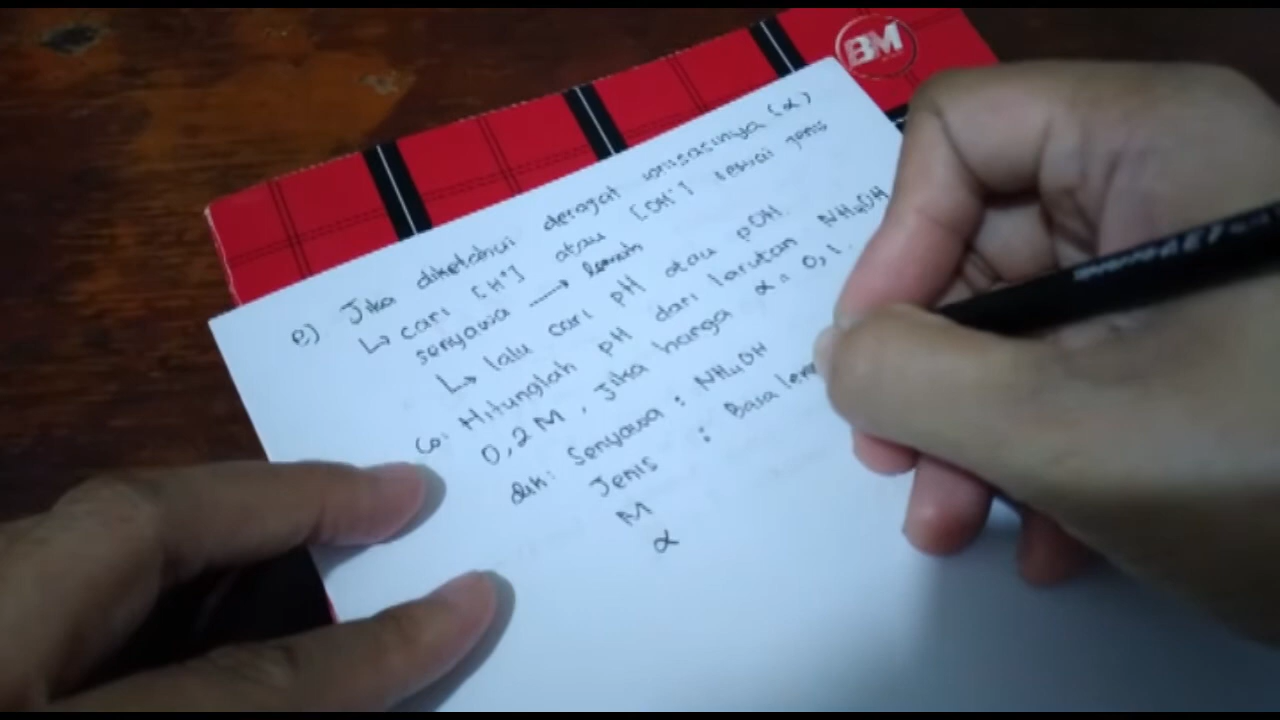 BM
e) Jika diketahui derajat ionisasinya (α)
↳ cari [H⁺] atau [OH⁻] sesuai jenis
senyawa → lemah
↳ lalu cari pH atau pOH.
Co: Hitunglah pH dari larutan NH4OH
0,2 M, Jika harga α = 0,1.
dik: Senyawa : NH4OH
Jenis : Basa
M
α